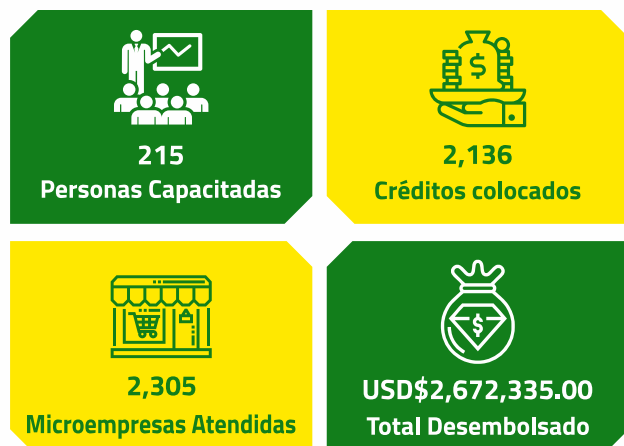 215
Personas Capacitadas
2,136
Créditos colocados
2,305
Microempresas Atendidas
USD$2,672,335.00
Total Desembolsado